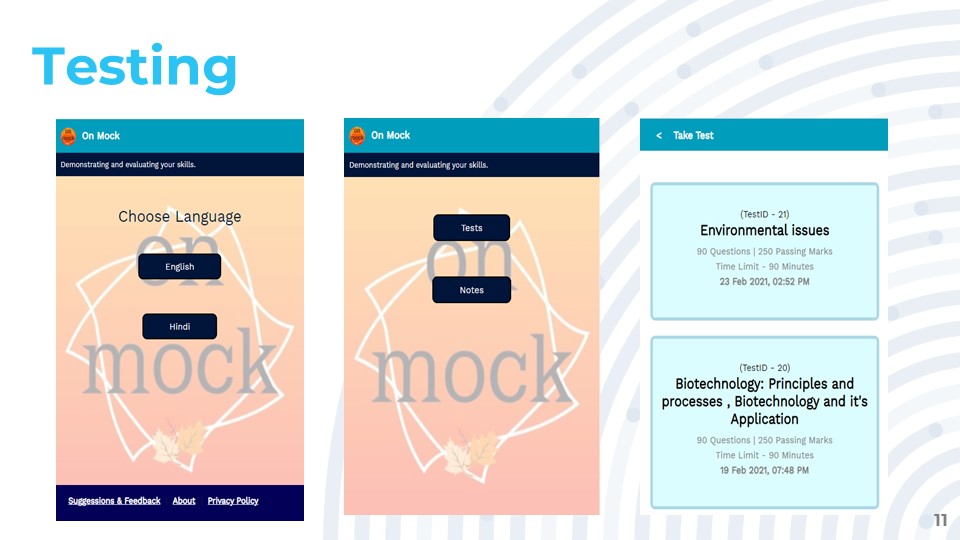 Testing
On Mock
Demonstrating and evaluating your skills.
Choose Language
on
English
Hindi
mock
Suggessions & Feedback About Privacy Policy
On Mock
Demonstrating and evaluating your skills.
Tests
on
Notes
mock
< Take Test
(TestID - 21)
Environmental issues
90 Questions | 250 Passing Marks
Time Limit - 90 Minutes
23 Feb 2021, 02:52 PM
(TestID - 20)
Biotechnology: Principles and
processes , Biotechnology and it's
Application
90 Questions | 250 Passing Marks
Time Limit - 90 Minutes
19 Feb 2021, 07:48 PM
11